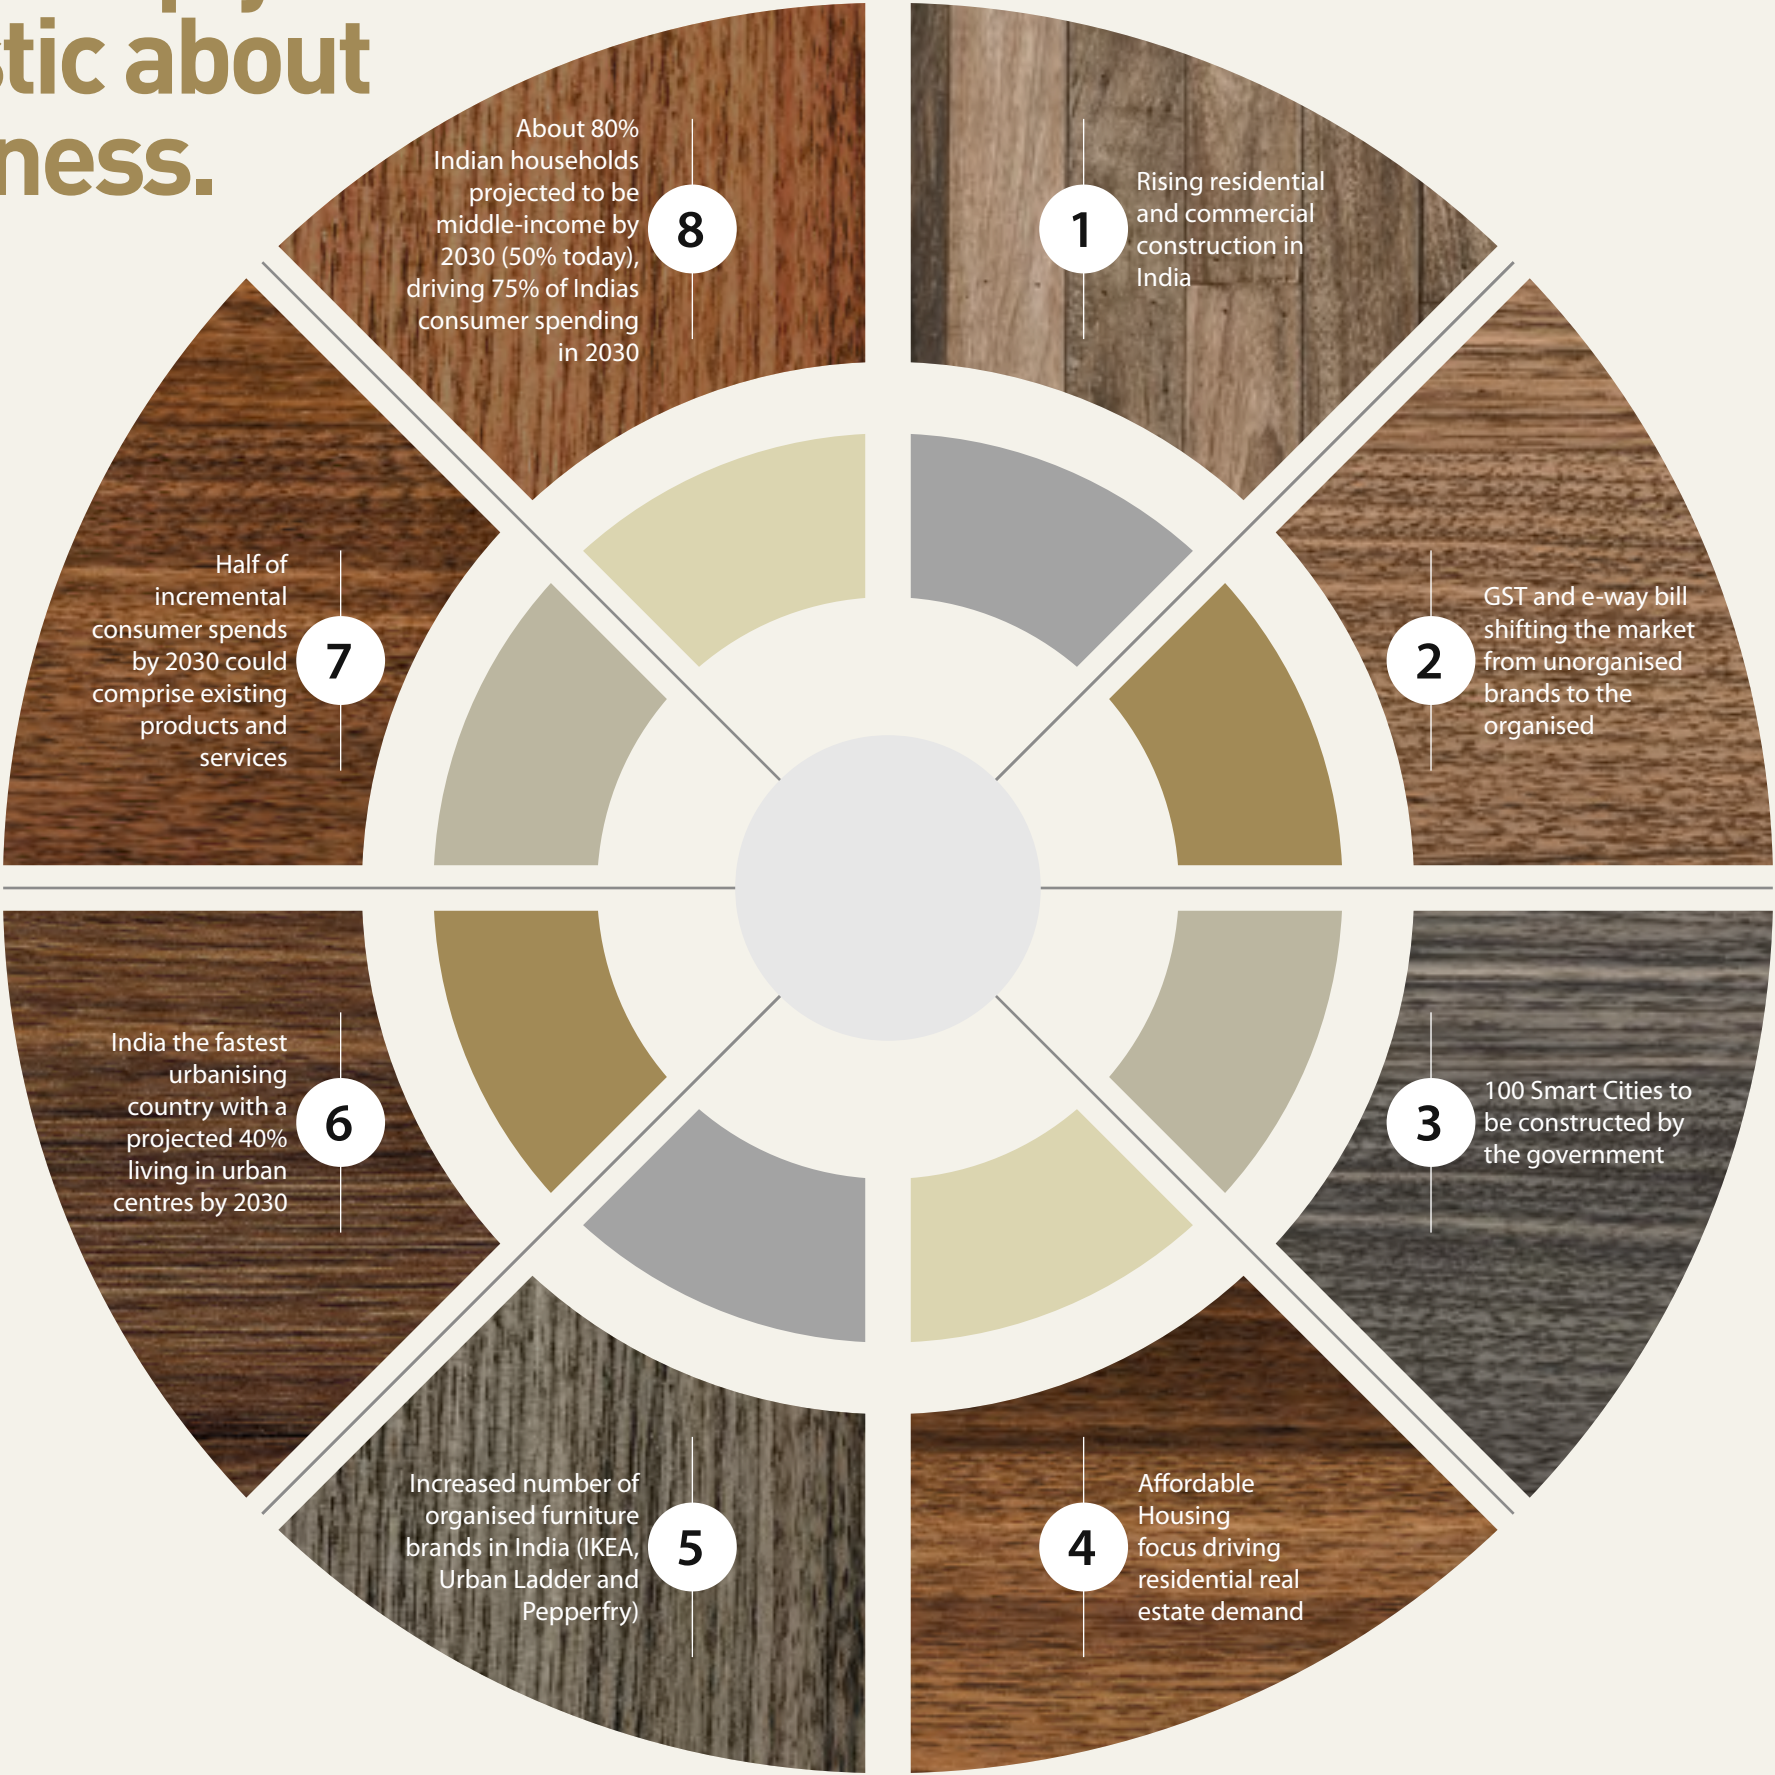 stic about
ness.
1
Rising residential
and commercial
construction in
India
2
GST and e-way bill
shifting the market
from unorganised
brands to the
organised
3
100 Smart Cities to
be constructed by
the government
4
Affordable
Housing
focus driving
residential real
estate demand
5
Increased number of
organised furniture
brands in India (IKEA,
Urban Ladder and
Pepperfry)
6
India the fastest
urbanising
country with a
projected 40%
living in urban
centres by 2030
7
Half of
incremental
consumer spends
by 2030 could
comprise existing
products and
services
8
About 80%
Indian households
projected to be
middle-income by
2030 (50% today),
driving 75% of Indias
consumer spending
in 2030